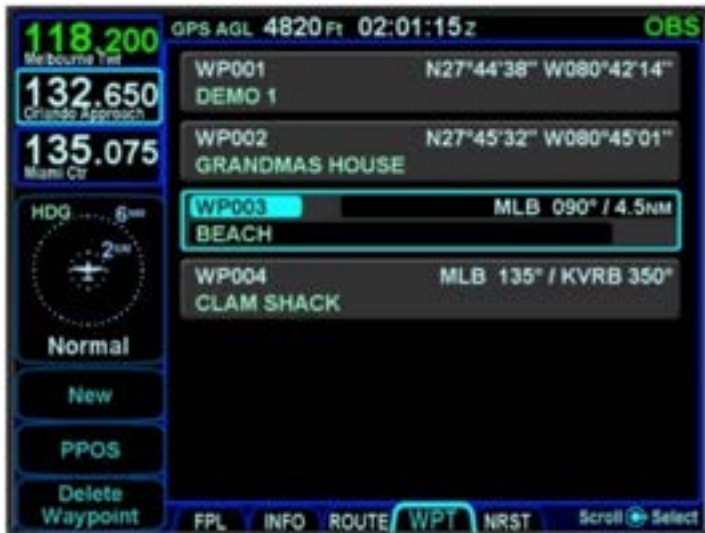 118.200 GPS AGL 4820 Ft 02:01:15 Z OBS
Melbourne Twr
132.650
Orlando Approach
135.075
Miami Ctr
WP001 N27°44'38" W080°42'14"
DEMO 1
WP002 N27°45'32" W080°45'01"
GRANDMAS HOUSE
WP003 MLB 090° / 4.5NM
BEACH
WP004 MLB 135° / KVRB 350°
CLAM SHACK
HDG 6NM
2NM
Normal
New
PPOS
Delete
Waypoint
FPL INFO ROUTE WPT NRST Scroll Select